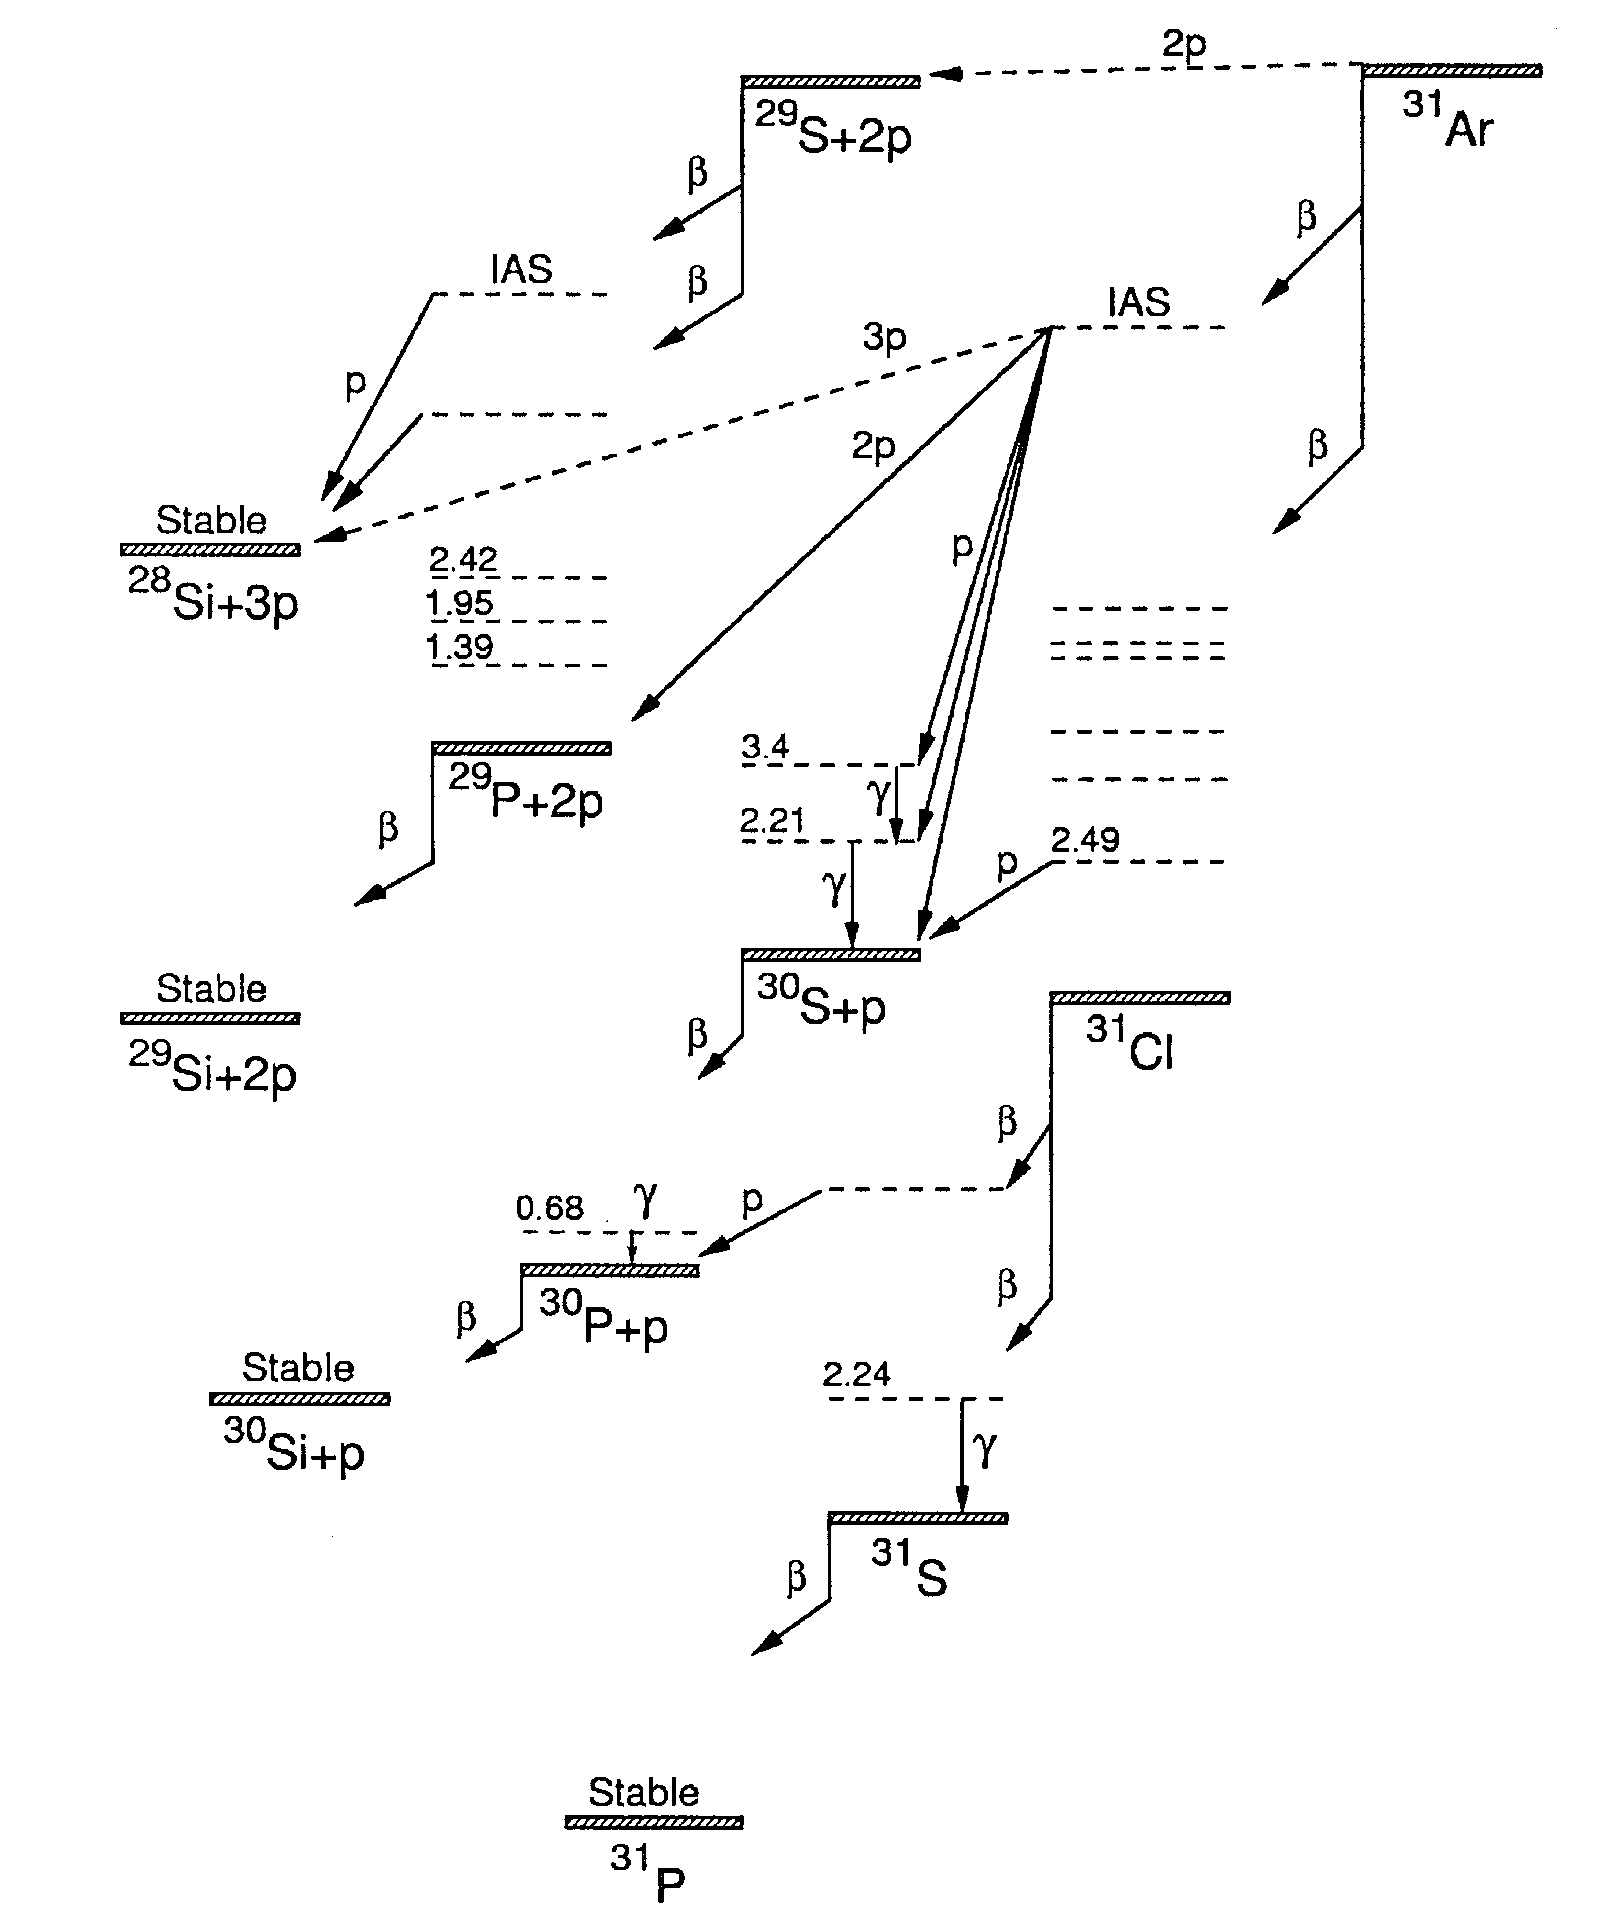 2p
29S+2p
31Ar
β
β
IAS
β
IAS
3p
p
2p
β
Stable
28Si+3p
2.42
1.95
1.39
p
3.4
γ
29P+2p
β
2.21
γ
2.49
p
Stable
29Si+2p
30S+p
β
31Cl
β
0.68
γ
p
30P+p
β
β
Stable
30Si+p
2.24
γ
31S
β
Stable
31P